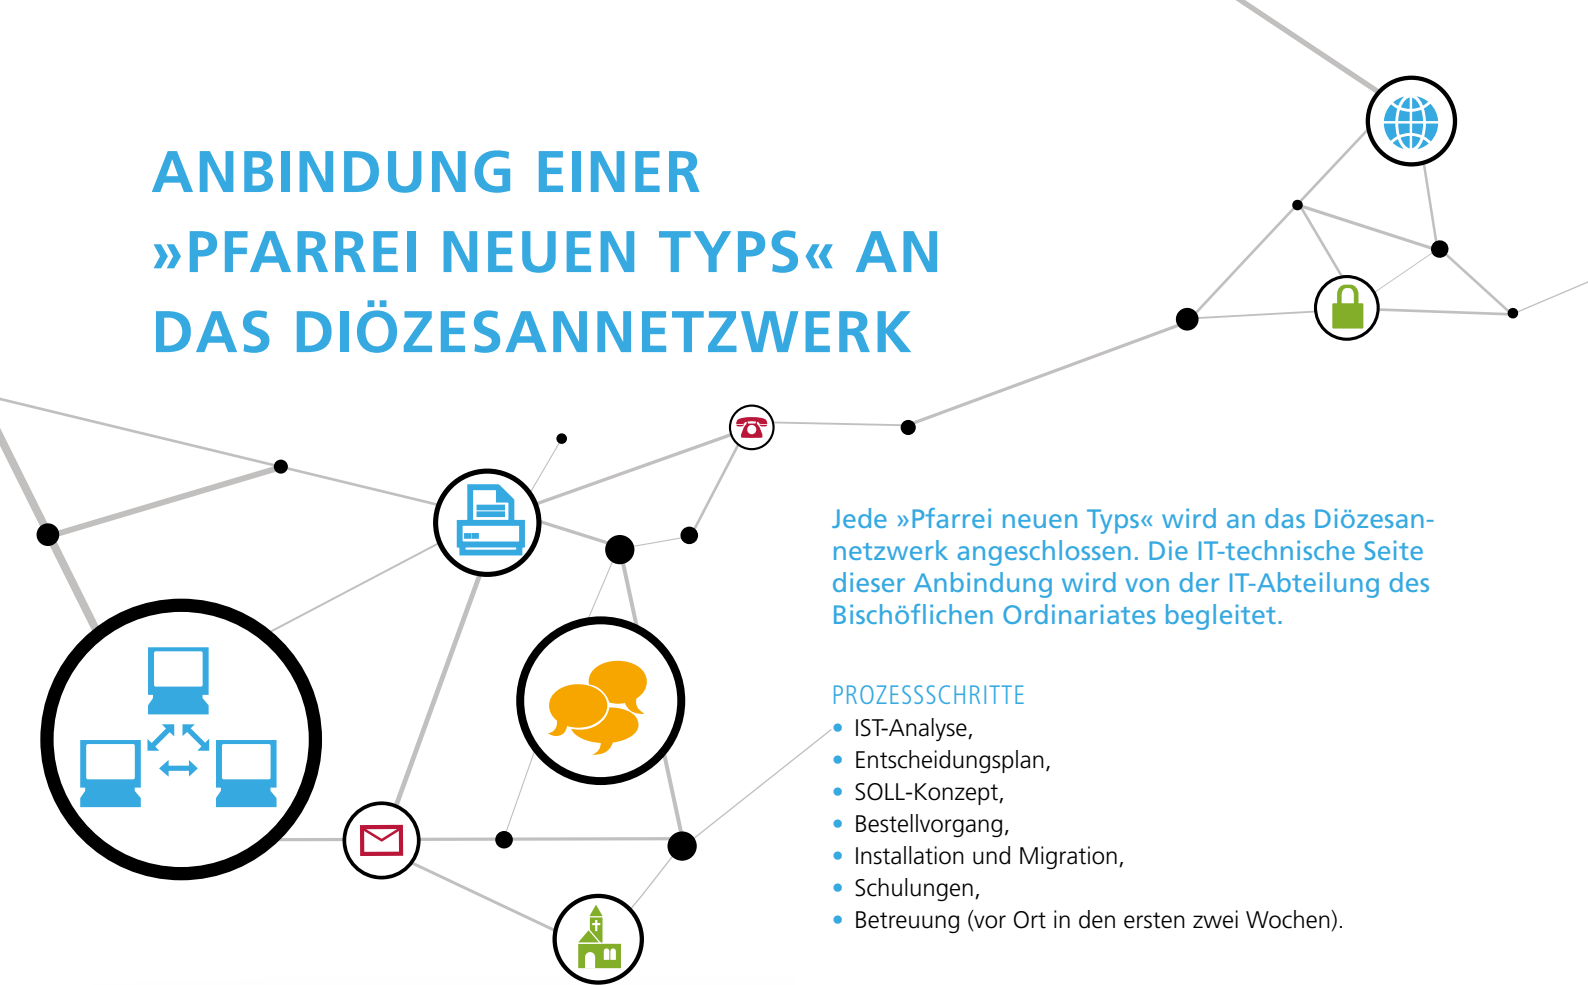 ANBINDUNG EINER
»PFARREI NEUEN TYPS« AN
DAS DIÖZESANNETZWERK
Jede »Pfarrei neuen Typs« wird an das Diözesan-
netzwerk angeschlossen. Die IT-technische Seite
dieser Anbindung wird von der IT-Abteilung des
Bischöflichen Ordinariates begleitet.
PROZESSSCHRITTE
• IST-Analyse,
• Entscheidungsplan,
• SOLL-Konzept,
• Bestellvorgang,
• Installation und Migration,
• Schulungen,
• Betreuung (vor Ort in den ersten zwei Wochen).